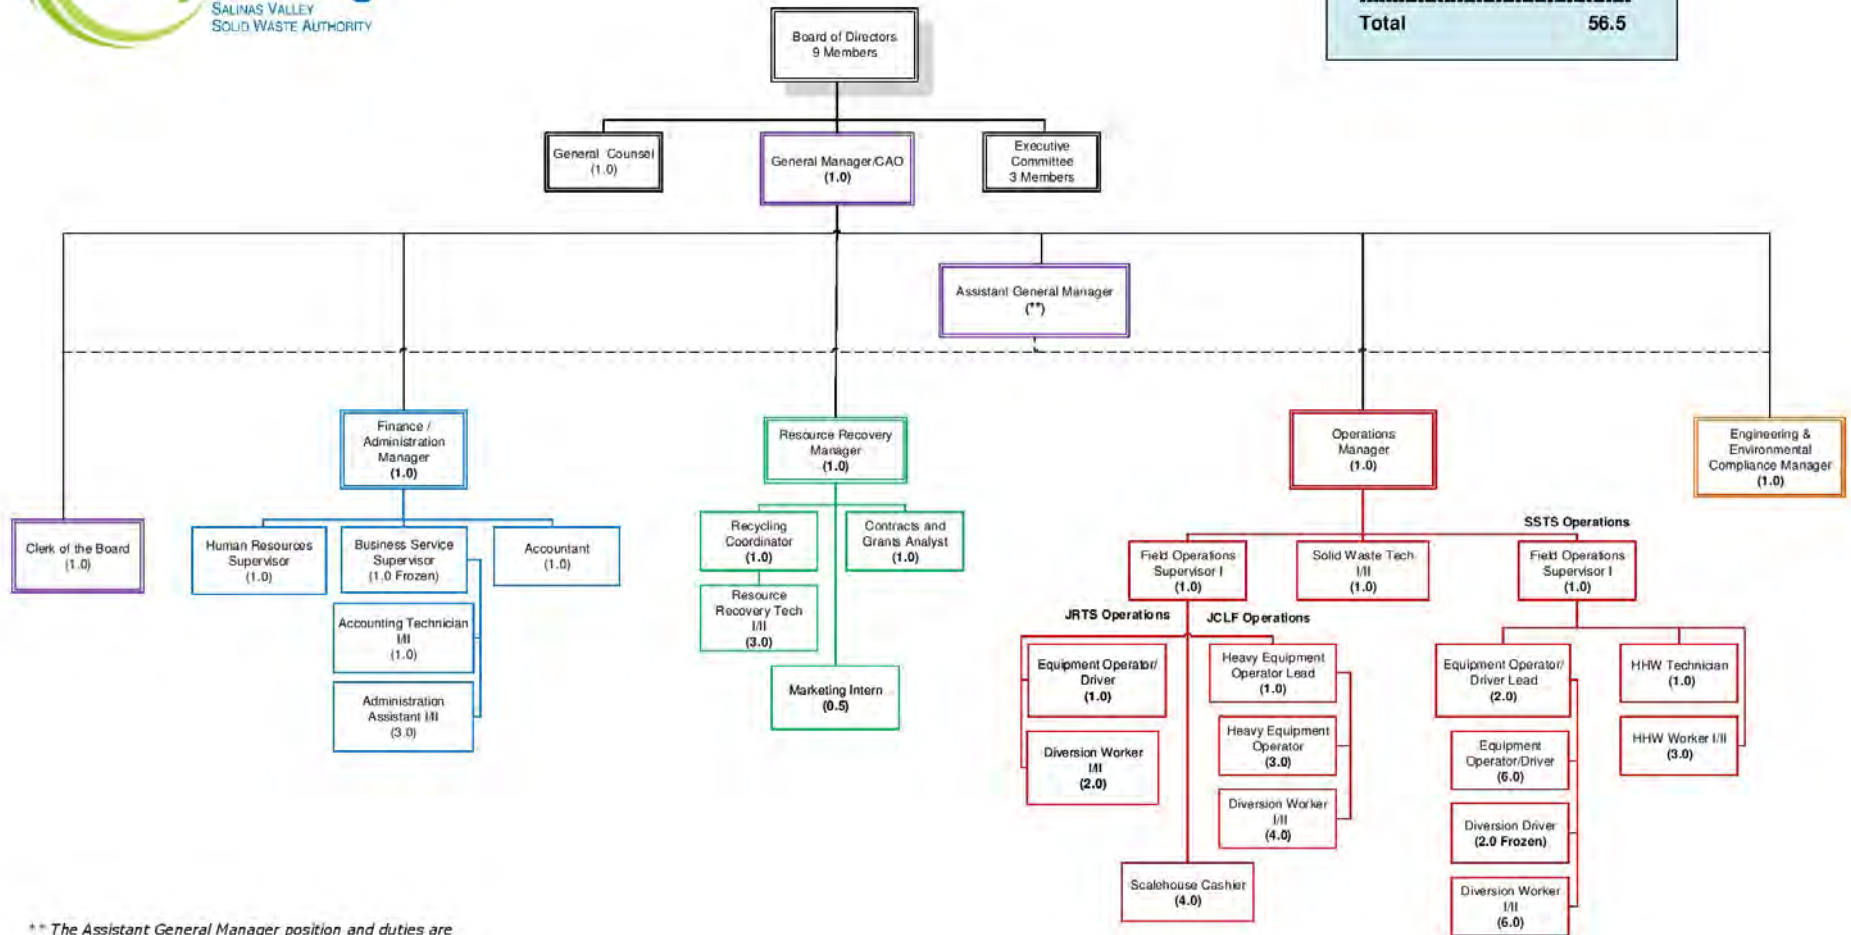 SALINAS VALLEY
SOLID WASTE AUTHORITY
Total 56.5
Board of Directors
9 Members
General Counsel
(1.0)
General Manager/CAO
(1.0)
Executive
Committee
3 Members
Assistant General Manager
(**)
Finance /
Administration
Manager
(1.0)
Resource Recovery
Manager
(1.0)
Operations
Manager
(1.0)
Engineering &
Environmental
Compliance Manager
(1.0)
Clerk of the Board
(1.0)
Human Resources
Supervisor
(1.0)
Business Service
Supervisor
(1.0 Frozen)
Accountant
(1.0)
Accounting Technician
I/II
(1.0)
Administration
Assistant I/II
(3.0)
Recycling
Coordinator
(1.0)
Contracts and
Grants Analyst
(1.0)
Resource
Recovery Tech
I/II
(3.0)
Marketing Intern
(0.5)
SSTS Operations
Field Operations
Supervisor I
(1.0)
Solid Waste Tech
I/II
(1.0)
Field Operations
Supervisor I
(1.0)
JRTS Operations
JCLF Operations
Equipment Operator/
Driver
(1.0)
Diversion Worker
I/II
(2.0)
Heavy Equipment
Operator Lead
(1.0)
Heavy Equipment
Operator
(3.0)
Diversion Worker
I/II
(4.0)
Scalehouse Cashier
(4.0)
Equipment Operator/
Driver Lead
(2.0)
Equipment
Operator/Driver
(6.0)
Diversion Driver
(2.0 Frozen)
Diversion Worker
I/II
(6.0)
HHW Technician
(1.0)
HHW Worker I/II
(3.0)
** The Assistant General Manager position and duties are